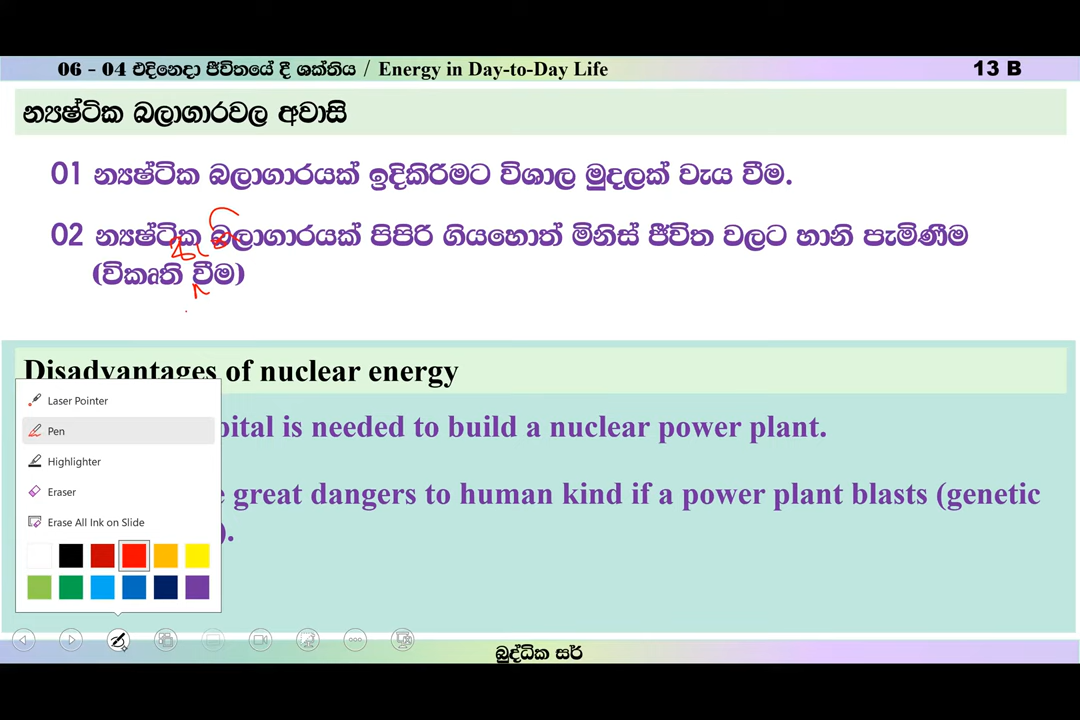 06 - 04 එදිනෙදා ජීවිතයේ දී ශක්තිය / Energy in Day-to-Day Life
13 B
න්‍යෂ්ටික බලාගාරවල අවාසි
01 න්‍යෂ්ටික බලාගාරයක් ඉදිකිරිමට විශාල මුදලක් වැය වීම.
02 න්‍යෂ්ටික බලාගාරයක් පිපිරි ගියහොත් මිනිස් ජීවිත වලට හානි පැමිණීම
(විකෘති වීම)
Disadvantages of nuclear energy
is needed to build a nuclear power plant.
great dangers to human kind if a power plant blasts (genetic
).
Laser Pointer
Pen
Highlighter
Eraser
Erase All Ink on Slide
බුද්ධික සර්